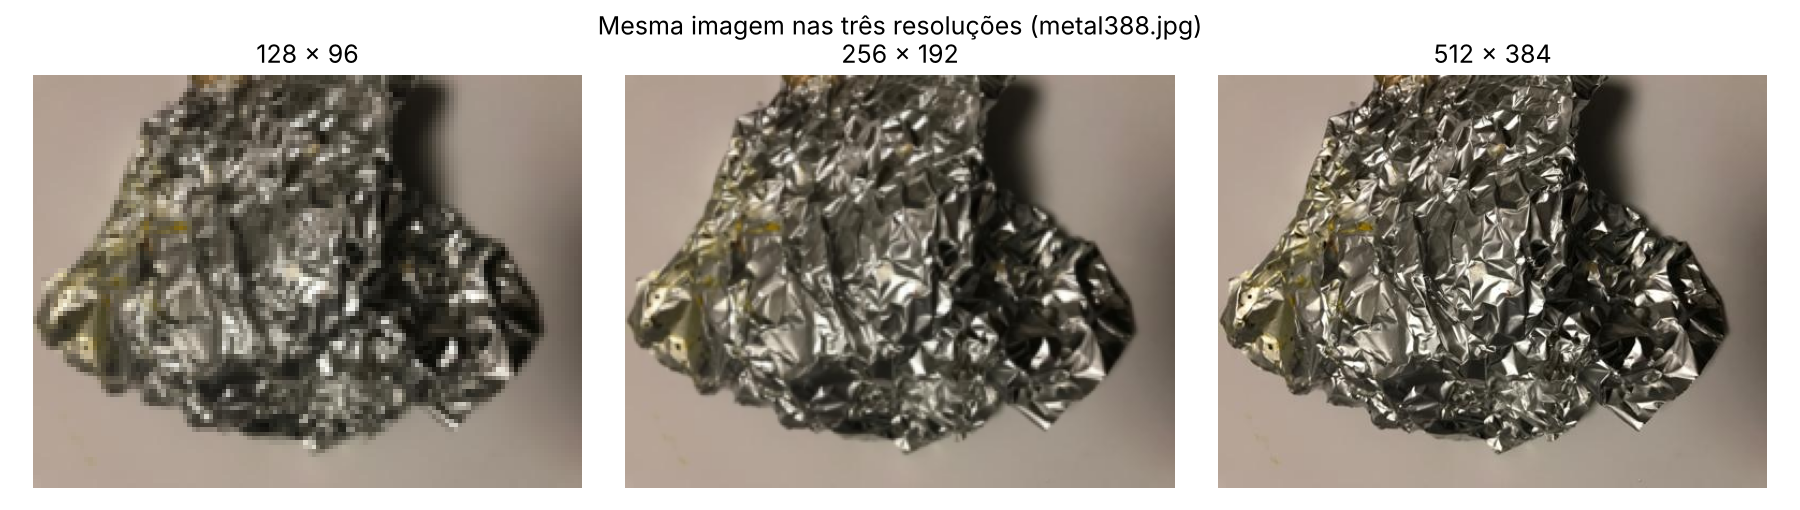 Mesma imagem nas três resoluções (metal388.jpg)
128 × 96
256 × 192
512 × 384